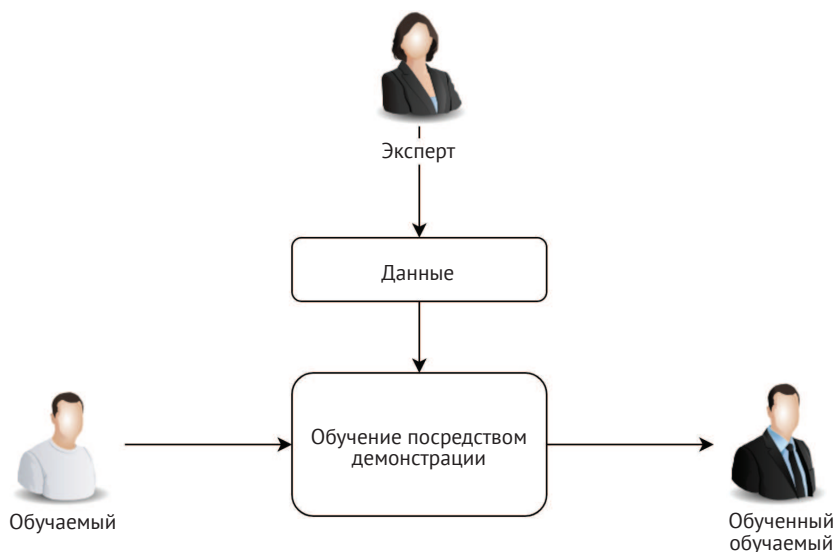 Эксперт
Данные
Обучение посредством
демонстрации
Обучаемый
Обученный
обучаемый